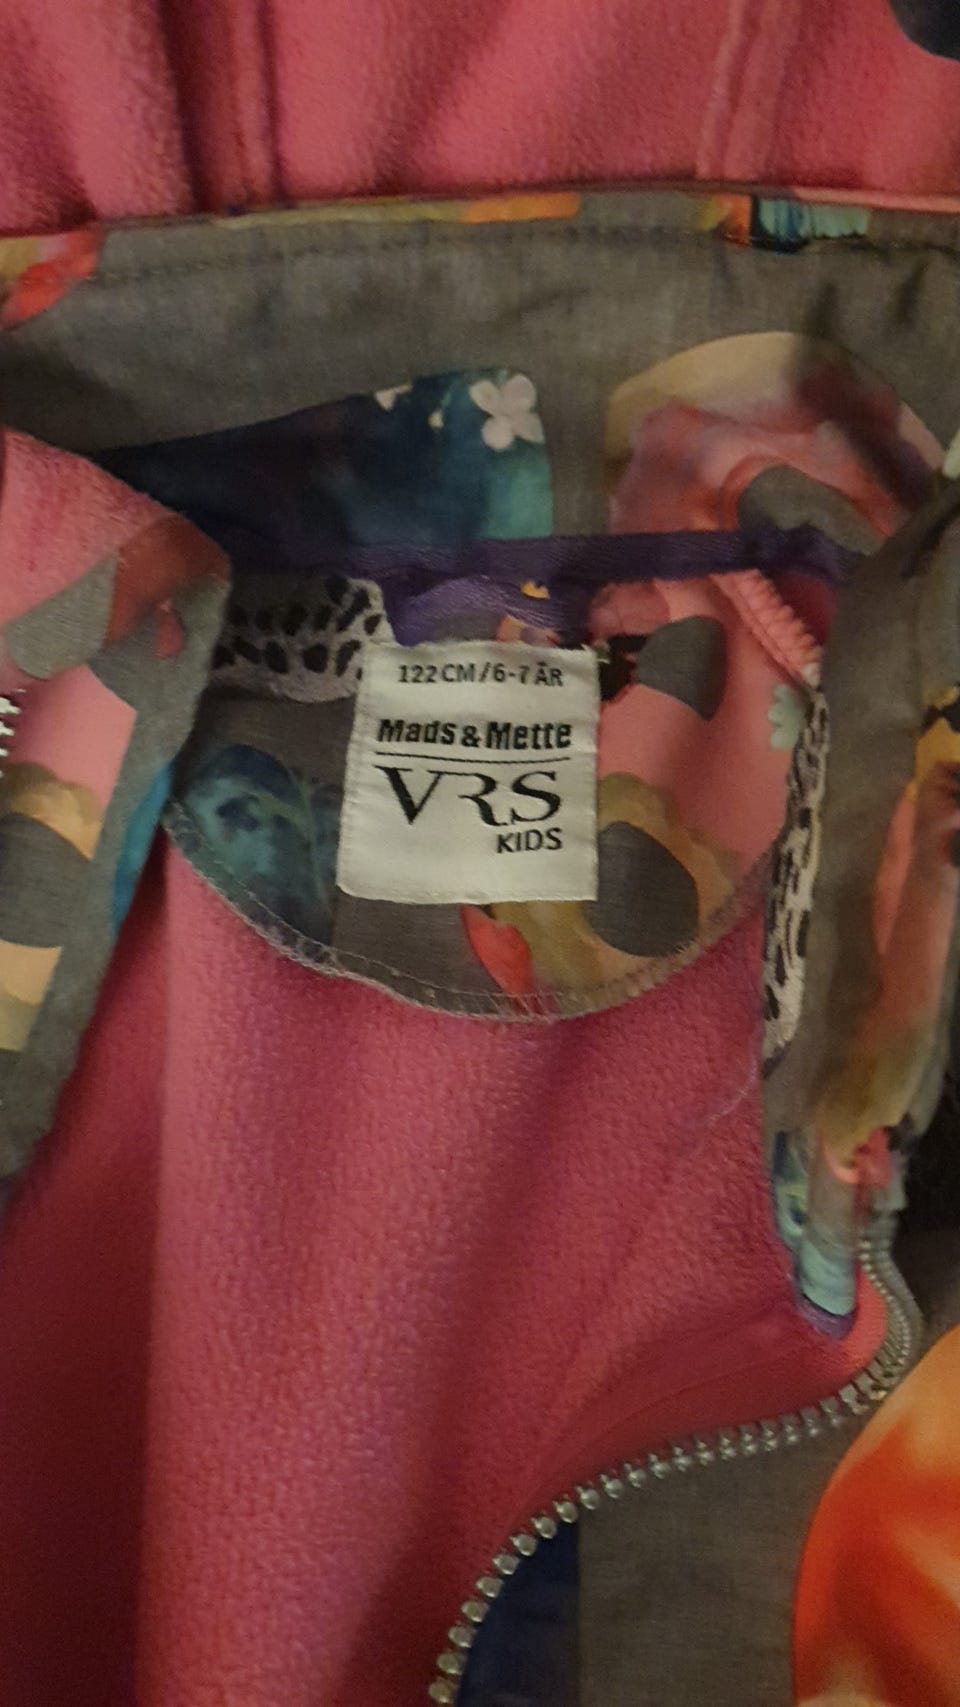 122 CM / 6-7 ÅR
Mads & Mette
VRS
KIDS